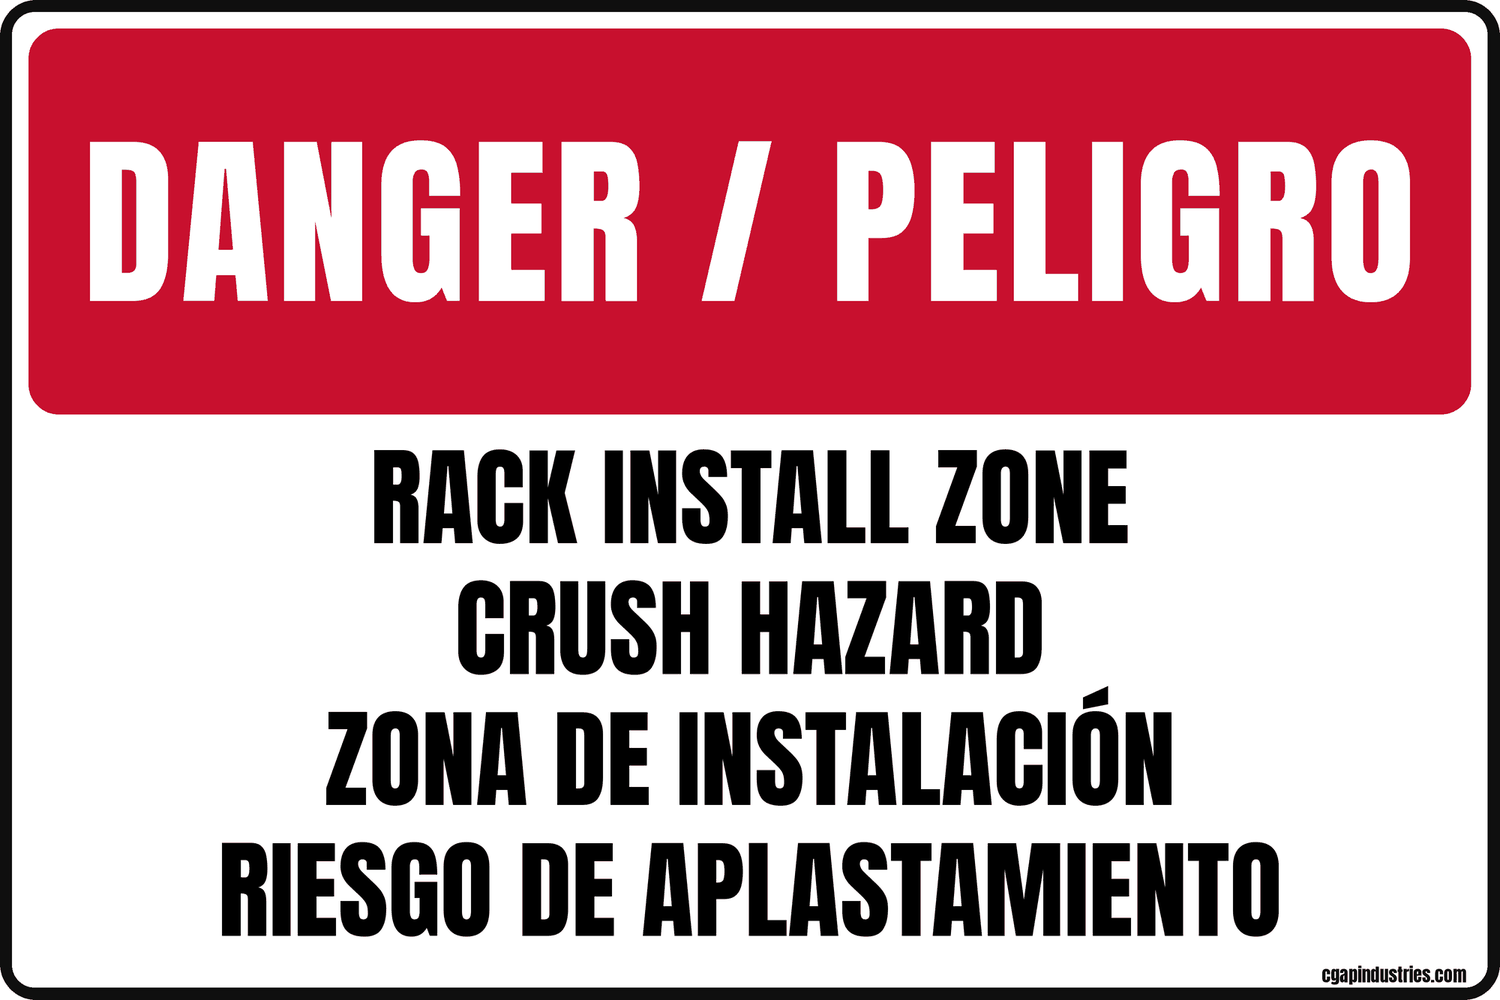 DANGER / PELIGRO
RACK INSTALL ZONE
CRUSH HAZARD
ZONA DE INSTALACIÓN
RIESGO DE APLASTAMIENTO
cgapindustries.com